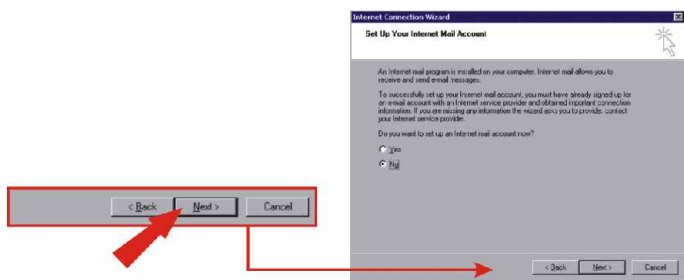 Internet Connection Wizard
Set Up Your Internet Mail Account
An Internet mail program is installed on your computer. Internet mail allows you to
receive and send e-mail messages.
To successfully set up your Internet mail account, you must have already signed up for
an e-mail account with an Internet service provider and obtained important connection
information. If you are missing any information the wizard asks you to provide, contact
your Internet service provider.
Do you want to set up an Internet mail account now?
Yes
No
< Back Next > Cancel
< Back Next > Cancel